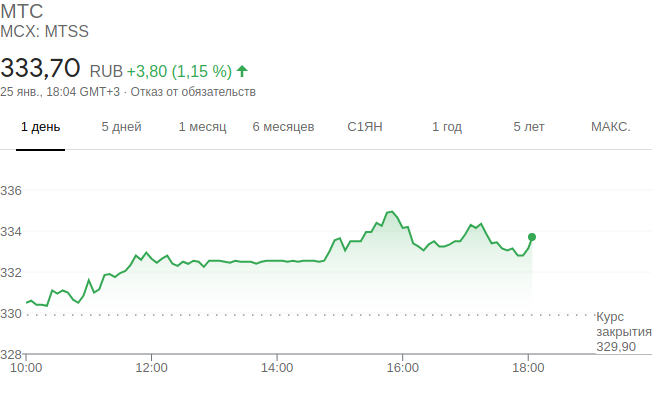 МТС
MCX: MTSS
333,70 RUB +3,80 (1,15 %)
25 янв., 18:04 GMT+3 · Отказ от обязательств
1 день 5 дней 1 месяц 6 месяцев С1ЯН 1 год 5 лет МАКС.
336
334
332
330
Курс
закрытия
329,90
328
10:00 12:00 14:00 16:00 18:00